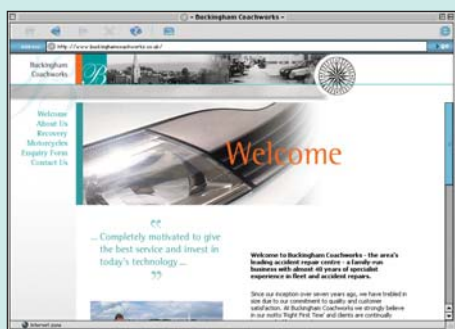 - Buckingham Coachworks -
http://www.buckinghamcoachworks.co.uk/
Buckingham
Coachworks
B
Welcome
About Us
Recovery
Motorcycles
Enquiry Form
Contact Us
Welcome
“
... Completely motivated to give
the best service and invest in
today's technology ...
”
Welcome to Buckingham Coachworks - the area's
leading accident repair centre - a family-run
business with almost 40 years of specialist
experience in fleet and accident repairs.
Since our inception over seven years ago, we have trebled in
size due to our commitment to quality and customer
satisfaction. At Buckingham Coachworks we strongly believe
in our motto 'Right First Time' and clients are continually
Internet zone